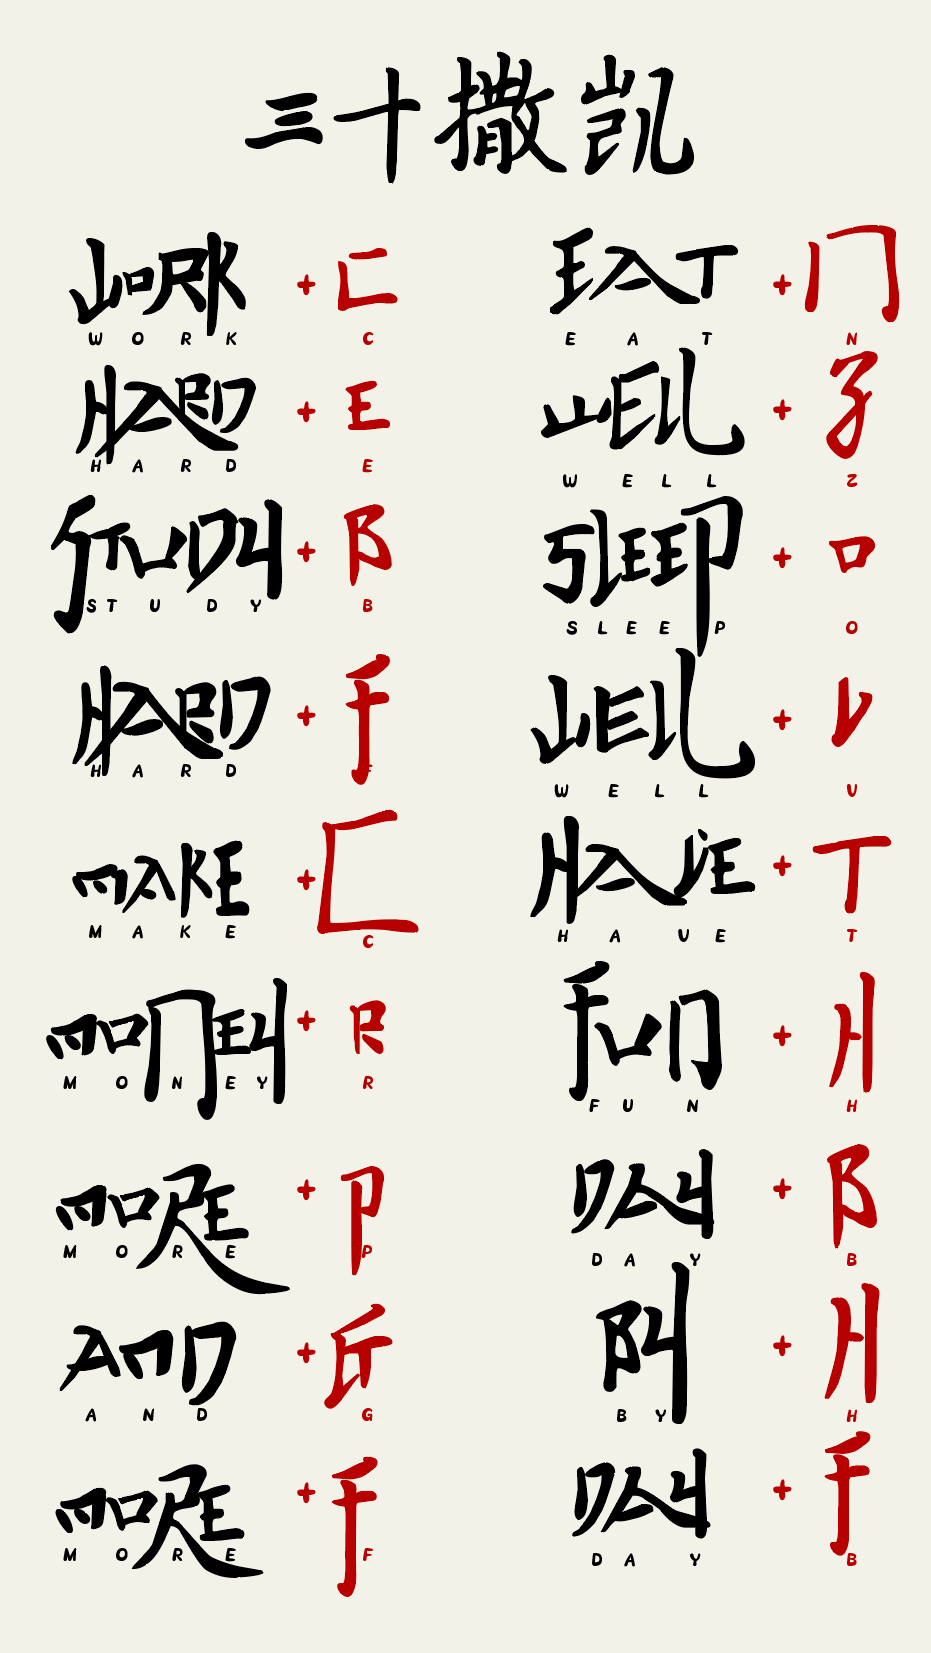 三十撒凯
WORK + C
W O R K C
HARD + E
H A R D E
STUDY + B
S T U D Y B
HARD + F
H A R D F
MAKE + C
M A K E C
MONEY + R
M O N E Y R
MORE + P
M O R E P
AND + G
A N D G
MORE + F
M O R E F
EAT + N
E A T N
WELL + Z
W E L L Z
SLEEP + O
S L E E P O
WELL + V
W E L L U
HAVE + T
H A U E T
FUN + H
F U N H
DAY + B
D A Y B
BY + H
B Y H
DAY + F
D A Y B